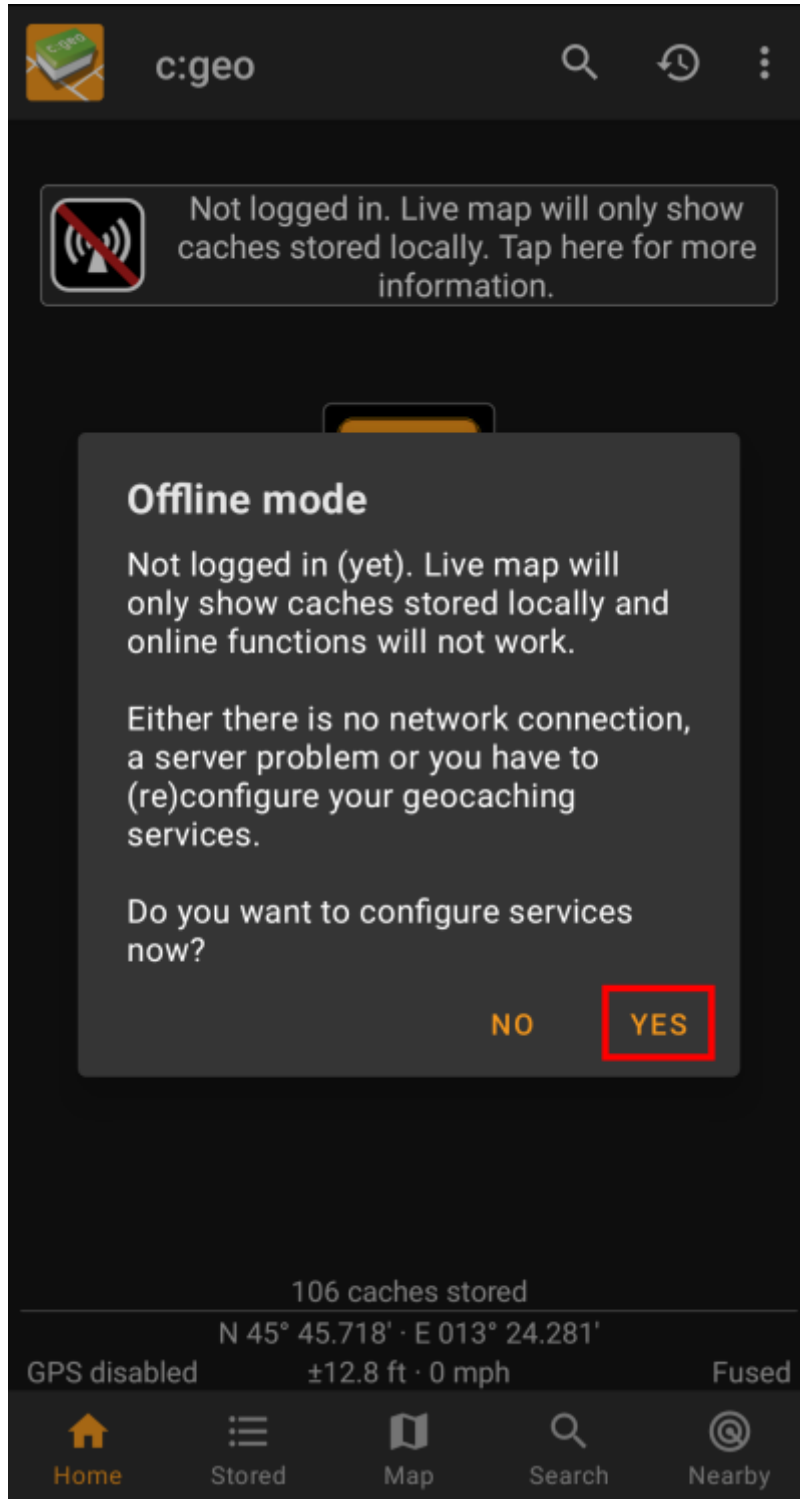 c:geo
c:geo
Not logged in. Live map will only show
caches stored locally. Tap here for more
information.
Offline mode
Not logged in (yet). Live map will
only show caches stored locally and
online functions will not work.
Either there is no network connection,
a server problem or you have to
(re)configure your geocaching
services.
Do you want to configure services
now?
NO YES
106 caches stored
N 45° 45.718' · E 013° 24.281'
GPS disabled ±12.8 ft · 0 mph Fused
Home Stored Map Search Nearby